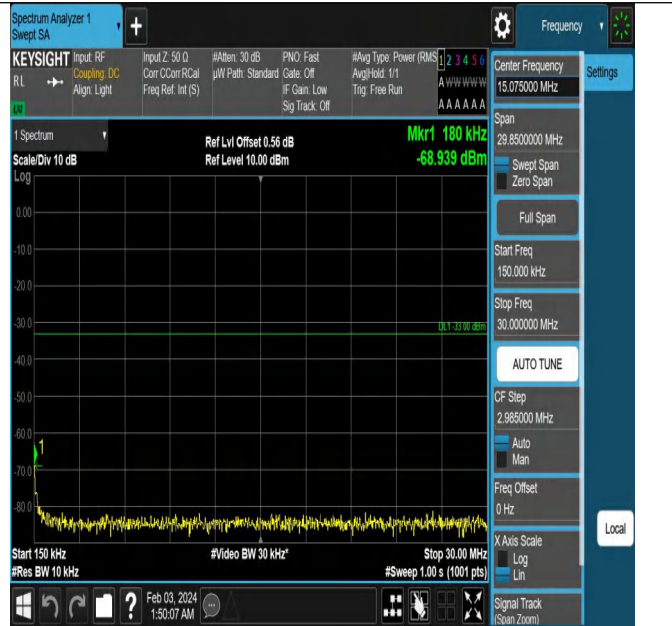 Spectrum Analyzer 1
Swept SA
Frequency
KEYSIGHT
RL
LXI
Input: RF
Coupling: DC
Align: Light
Input Z: 50 Ω
Corr CCorr RCal
Freq Ref: Int (S)
#Atten: 30 dB
µW Path: Standard
PNO: Fast
Gate: Off
IF Gain: Low
Sig Track: Off
#Avg Type: Power (RMS
Avg|Hold: 1/1
Trig: Free Run
1 2 3 4 5 6
A W W W W W
A A A A A A
Center Frequency
15.075000 MHz
Settings
Span
29.8500000 MHz
Swept Span
Zero Span
Full Span
Start Freq
150.000 kHz
Stop Freq
30.000000 MHz
AUTO TUNE
CF Step
2.985000 MHz
Auto
Man
Freq Offset
0 Hz
X Axis Scale
Log
Lin
Signal Track
(Span Zoom)
Local
1 Spectrum
Scale/Div 10 dB
Log
Ref Lvl Offset 0.56 dB
Ref Level 10.00 dBm
Mkr1 180 kHz
-68.939 dBm
0.00
-10.0
-20.0
-30.0
DL1 -33.00 dBm
-40.0
-50.0
-60.0
1
-70.0
-80.0
Start 150 kHz
#Video BW 30 kHz*
Stop 30.00 MHz
#Res BW 10 kHz
#Sweep 1.00 s (1001 pts)
Feb 03, 2024
1:50:07 AM